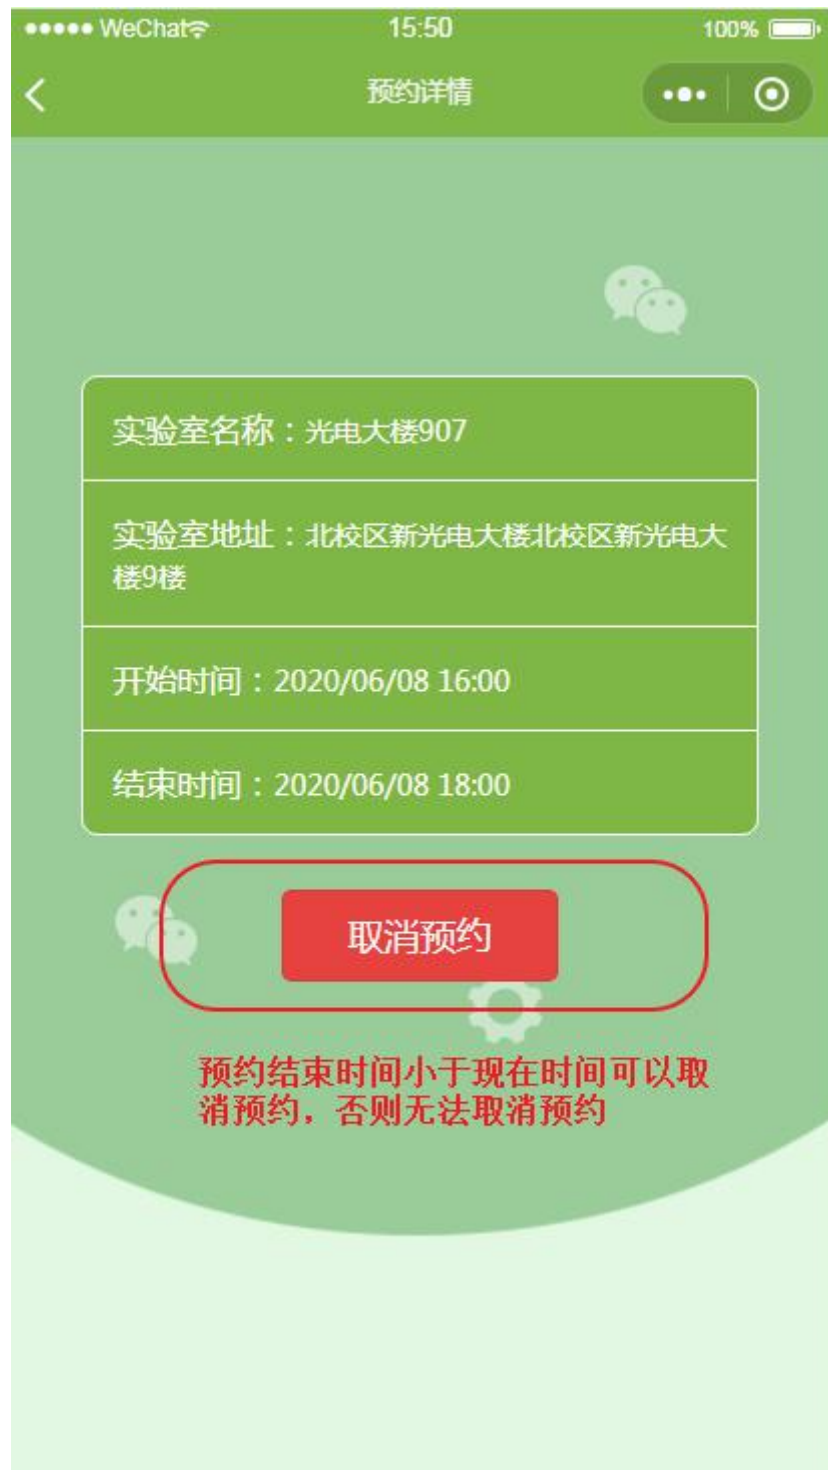 WeChat 15:50 100%
预约详情
实验室名称：光电大楼907
实验室地址：北校区新光电大楼北校区新光电大
楼9楼
开始时间：2020/06/08 16:00
结束时间：2020/06/08 18:00
取消预约
预约结束时间小于现在时间可以取
消预约，否则无法取消预约